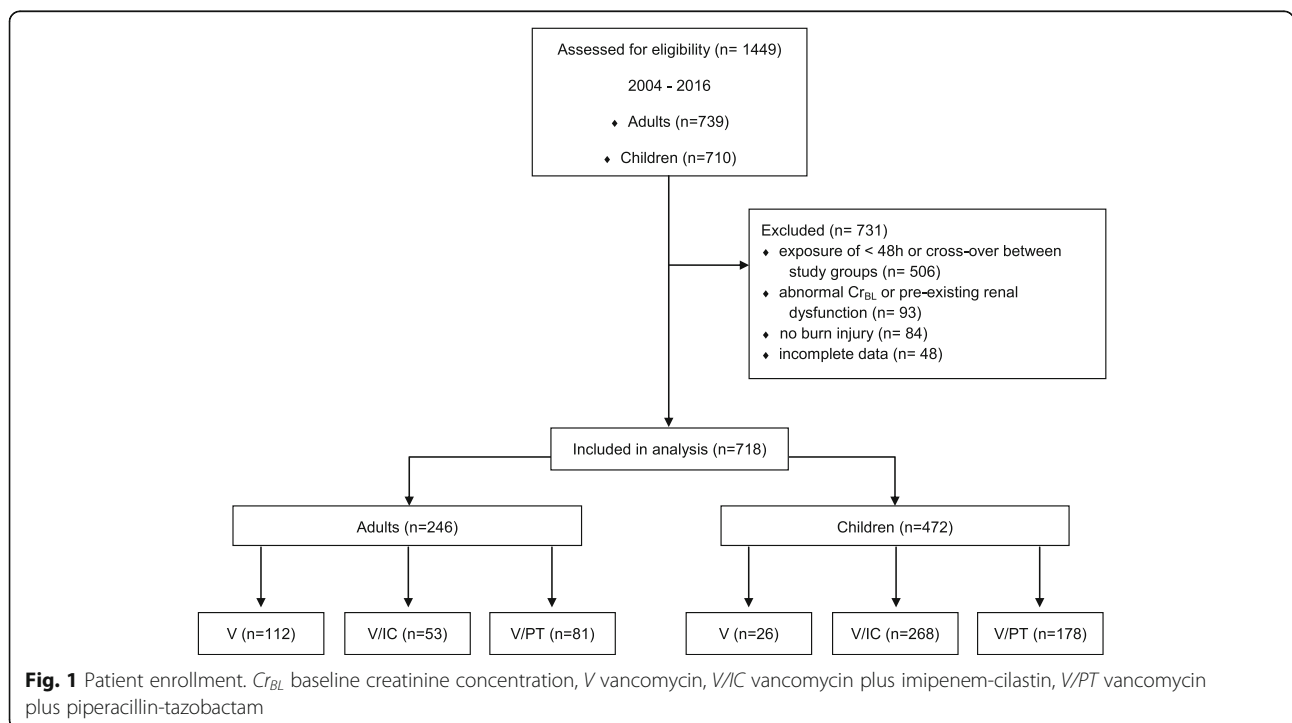 Assessed for eligibility (n= 1449)
2004 - 2016
♦ Adults (n=739)
♦ Children (n=710)
Excluded (n= 731)
♦ exposure of < 48h or cross-over between
study groups (n= 506)
♦ abnormal CrBL or pre-existing renal
dysfunction (n= 93)
♦ no burn injury (n= 84)
♦ incomplete data (n= 48)
Included in analysis (n=718)
Adults (n=246)
Children (n=472)
V (n=112)
V/IC (n=53)
V/PT (n=81)
V (n=26)
V/IC (n=268)
V/PT (n=178)
Fig. 1 Patient enrollment. CrBL baseline creatinine concentration, V vancomycin, V/IC vancomycin plus imipenem-cilastin, V/PT vancomycin
plus piperacillin-tazobactam